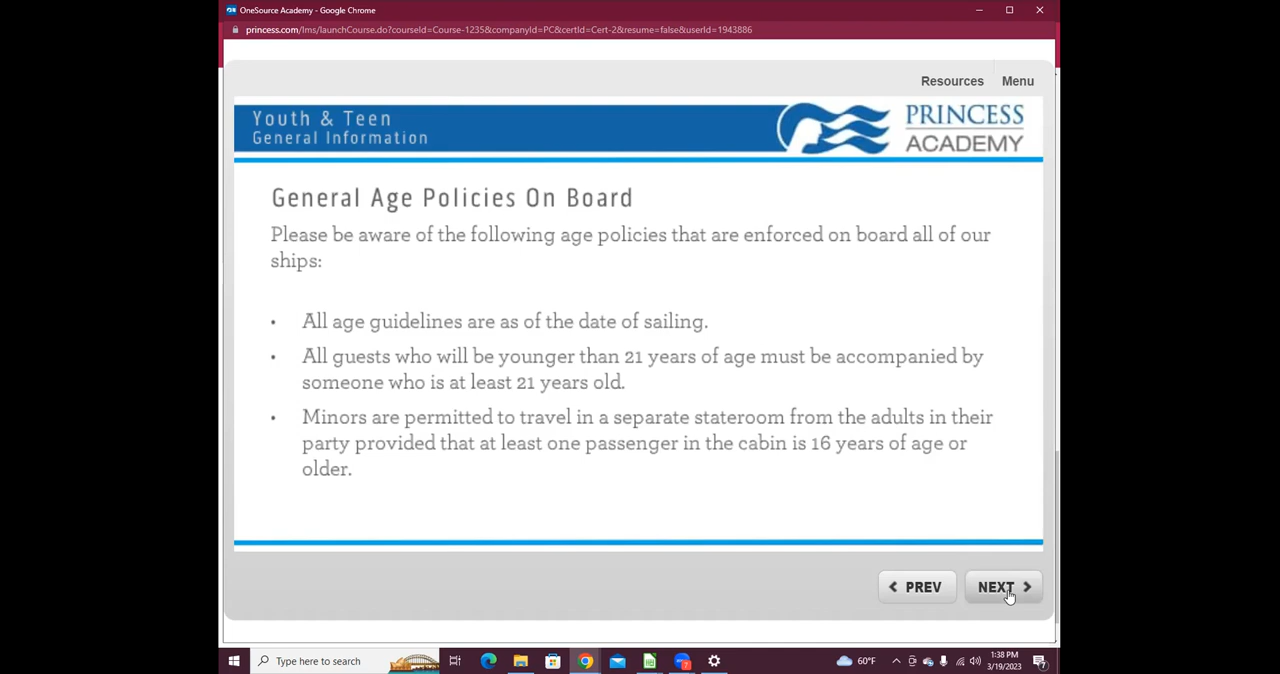 OneSource Academy - Google Chrome
princess.com/lms/launchCourse.do?courseId=Course-1235&companyId=PC&certId=Cert-2&resume=false&userId=1943886
Resources Menu
Youth & Teen
General Information
PRINCESS
ACADEMY
General Age Policies On Board
Please be aware of the following age policies that are enforced on board all of our
ships:
• All age guidelines are as of the date of sailing.
• All guests who will be younger than 21 years of age must be accompanied by
someone who is at least 21 years old.
• Minors are permitted to travel in a separate stateroom from the adults in their
party provided that at least one passenger in the cabin is 16 years of age or
older.
PREV NEXT
Type here to search
60°F
1:38 PM
3/19/2023